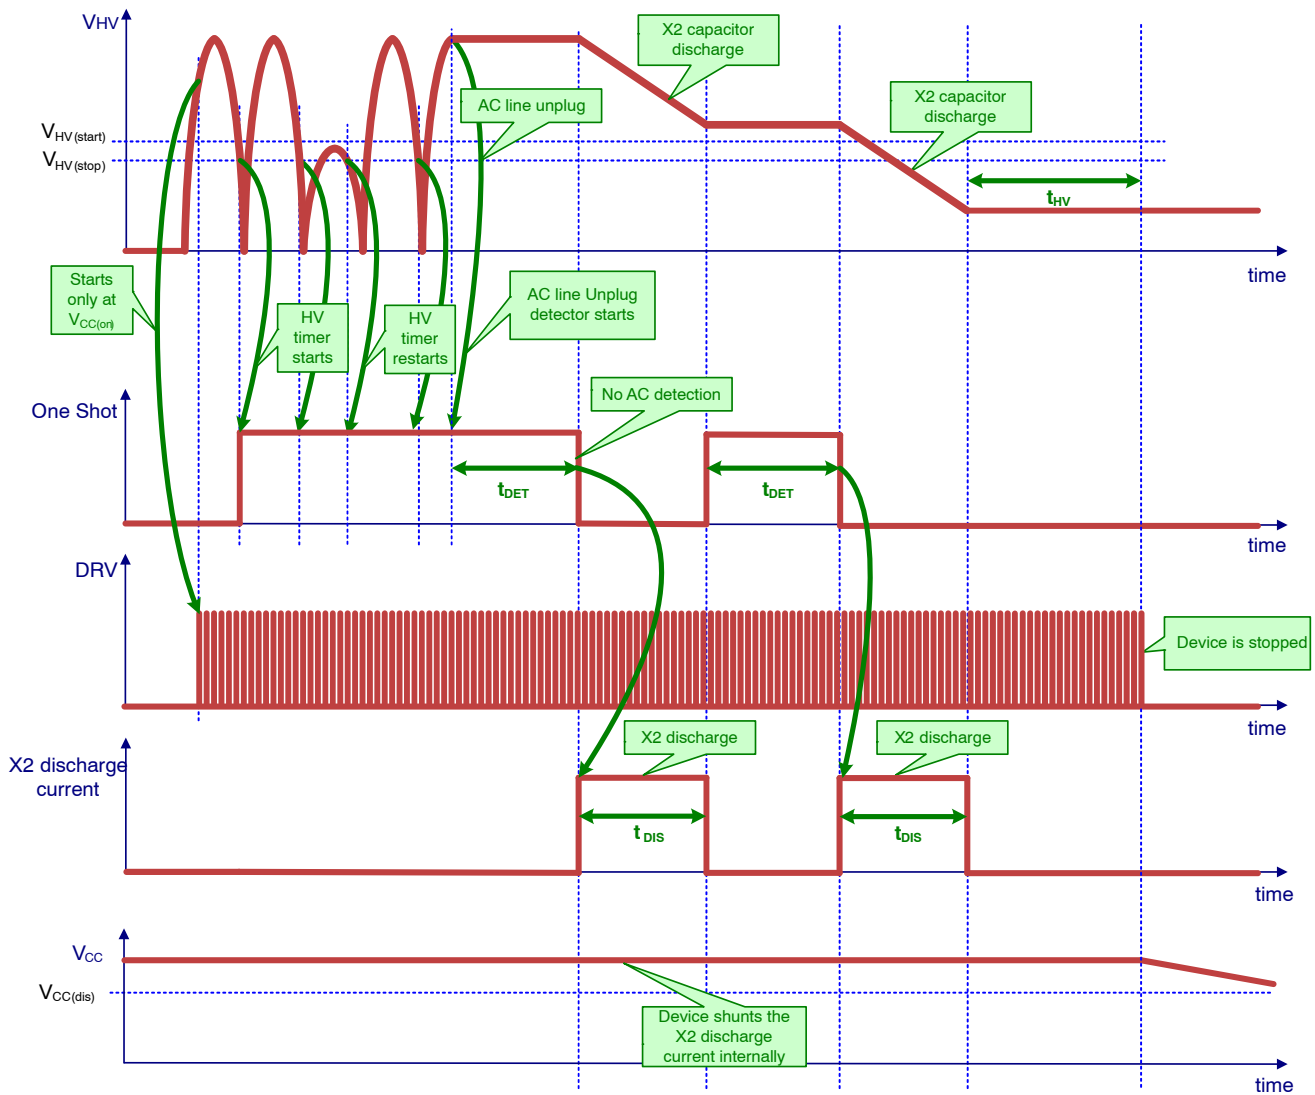 VHV
X2 capacitor
discharge
AC line unplug
X2 capacitor
discharge
VHV(start)
VHV(stop)
tHV
time
Starts
only at
VCC(on)
HV
timer
starts
HV
timer
restarts
AC line Unplug
detector starts
No AC detection
One Shot
tDET
tDET
time
DRV
Device is stopped
time
X2 discharge
X2 discharge
X2 discharge
current
t DIS
tDIS
time
VCC
VCC(dis)
Device shunts the
X2 discharge
current internally
time